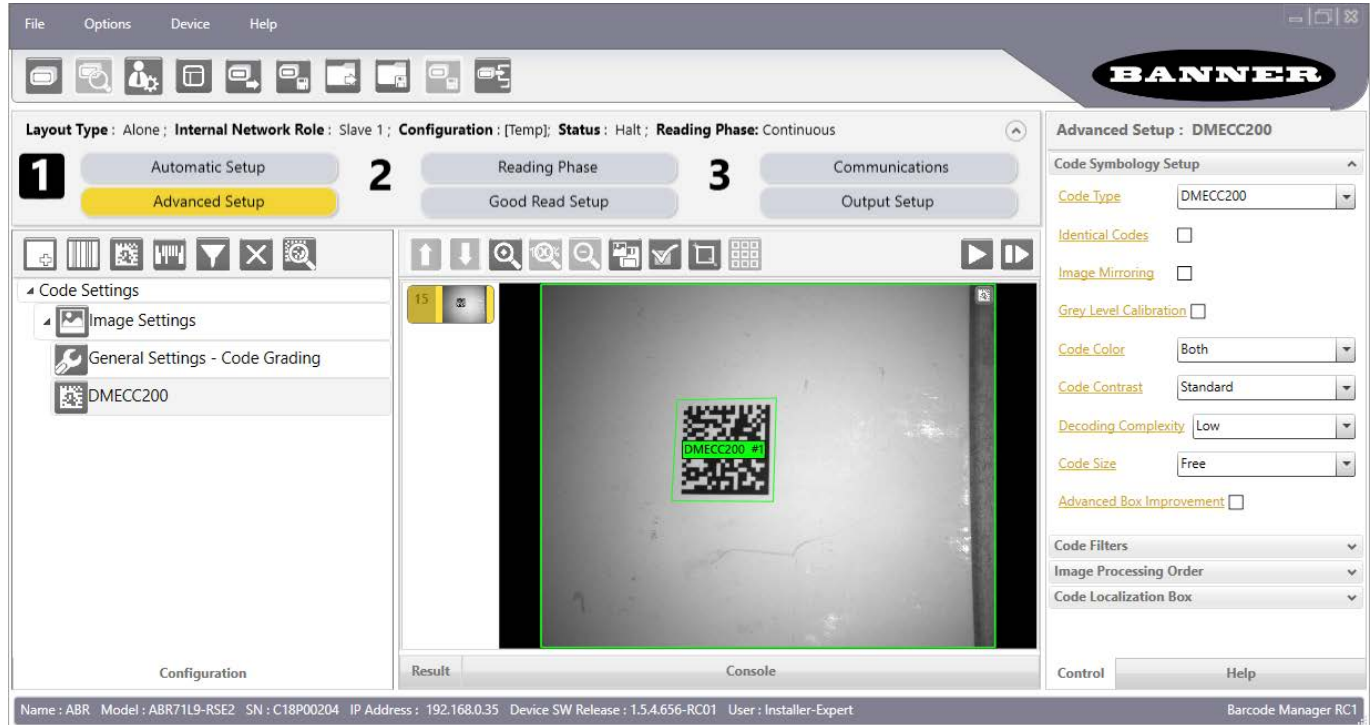 File Options Device Help
BANNER
Layout Type : Alone ; Internal Network Role : Slave 1 ; Configuration : [Temp]; Status : Halt ; Reading Phase: Continuous
1 Automatic Setup 2 Reading Phase 3 Communications
Advanced Setup Good Read Setup Output Setup
Code Settings
Image Settings
General Settings - Code Grading
DMECC200
15
DMECC200 #1
Configuration
Result Console
Advanced Setup : DMECC200
Code Symbology Setup
Code Type DMECC200
Identical Codes
Image Mirroring
Grey Level Calibration
Code Color Both
Code Contrast Standard
Decoding Complexity Low
Code Size Free
Advanced Box Improvement
Code Filters
Image Processing Order
Code Localization Box
Control Help
Name : ABR Model : ABR71L9-RSE2 SN : C18P00204 IP Address : 192.168.0.35 Device SW Release : 1.5.4.656-RC01 User : Installer-Expert Barcode Manager RC1